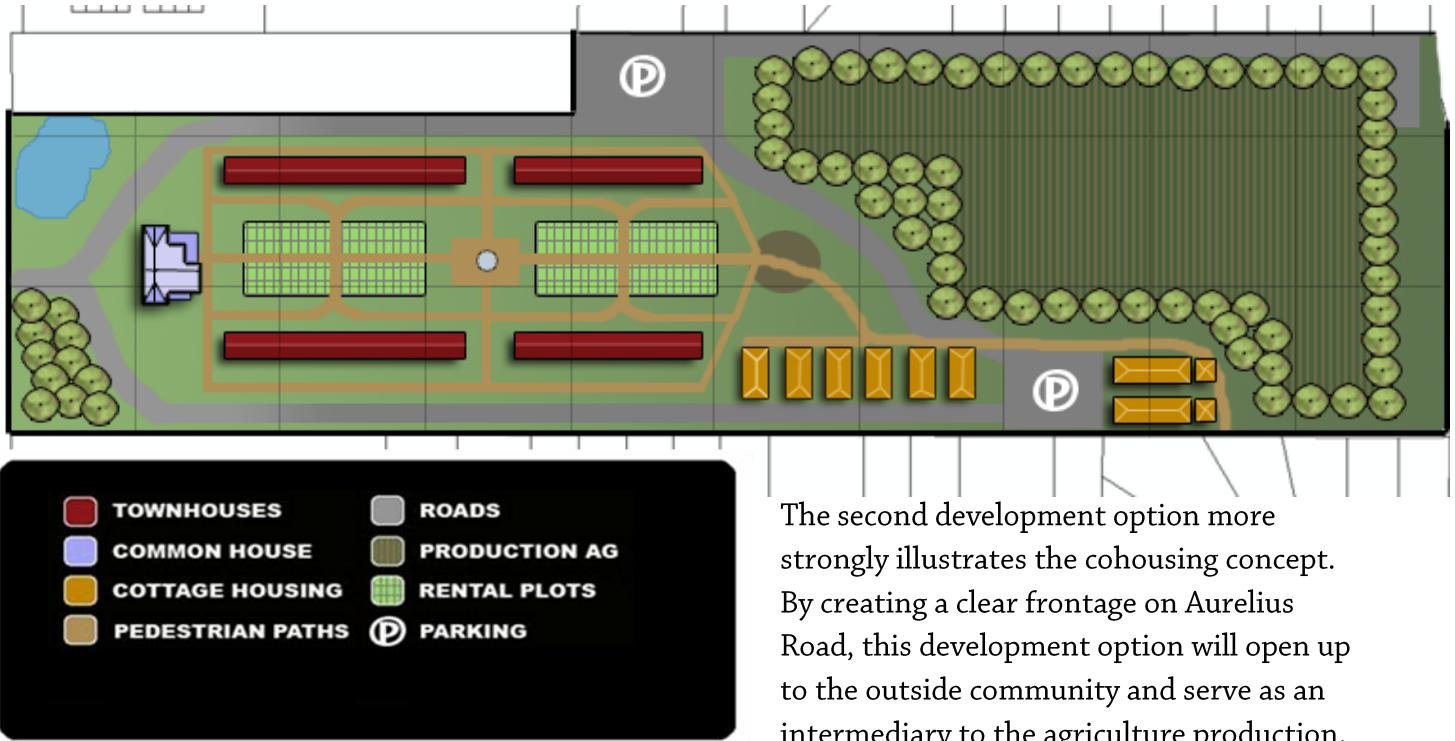 P
P
TOWNHOUSES
COMMON HOUSE
COTTAGE HOUSING
PEDESTRIAN PATHS
ROADS
PRODUCTION AG
RENTAL PLOTS
P PARKING
The second development option more
strongly illustrates the cohousing concept.
By creating a clear frontage on Aurelius
Road, this development option will open up
to the outside community and serve as an
intermediary to the agriculture production.